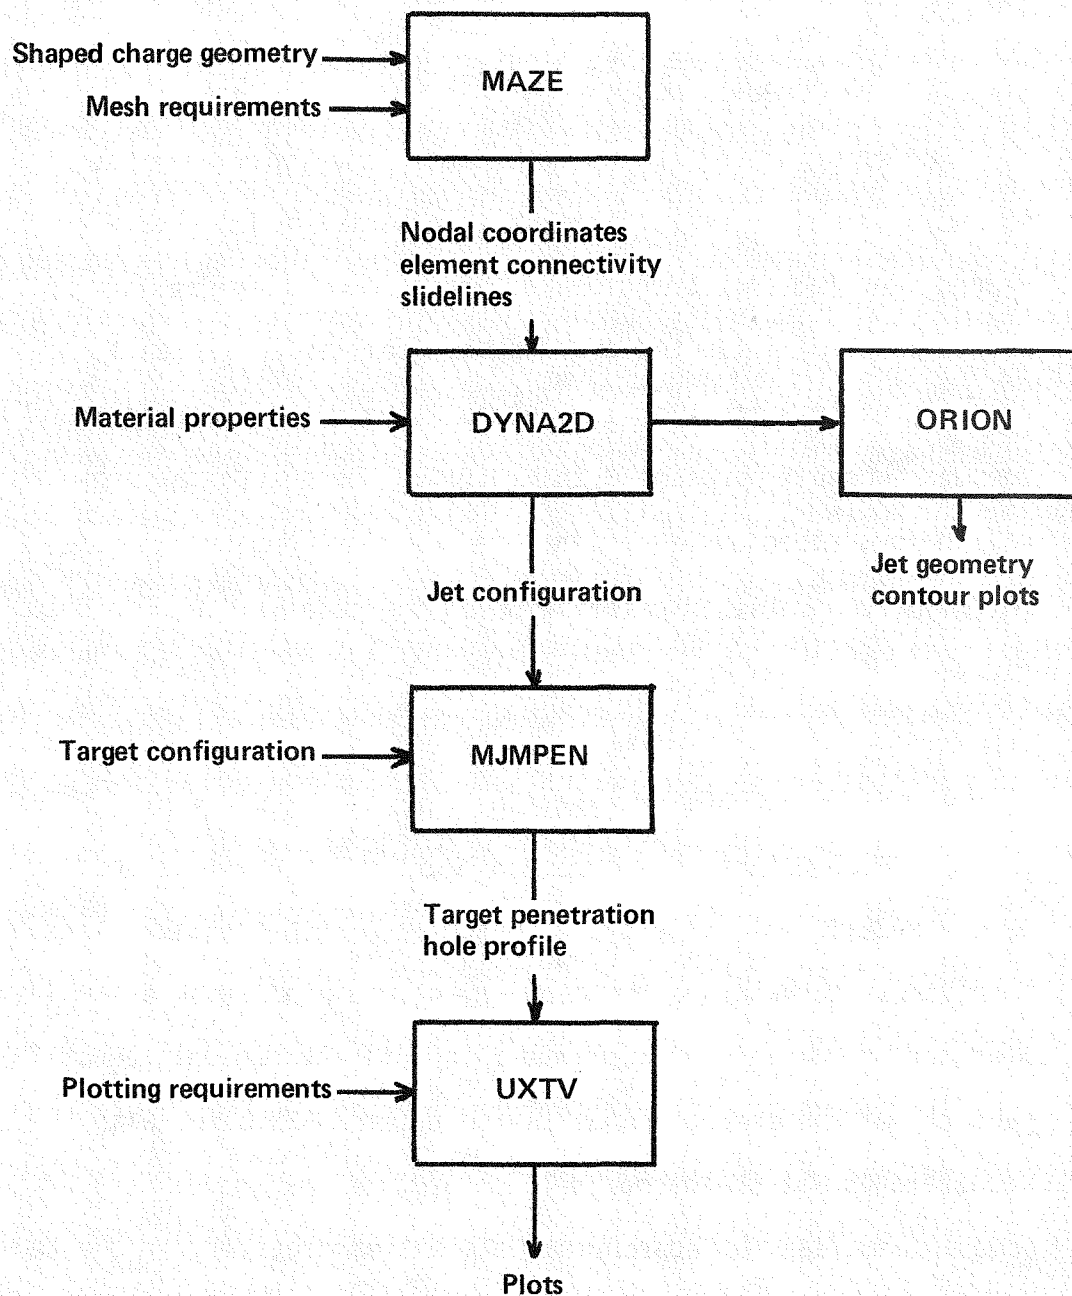 Shaped charge geometry
Mesh requirements
MAZE
Nodal coordinates
element connectivity
slidelines
Material properties
DYNA2D
ORION
Jet geometry
contour plots
Jet configuration
Target configuration
MJMPEN
Target penetration
hole profile
Plotting requirements
UXTV
Plots